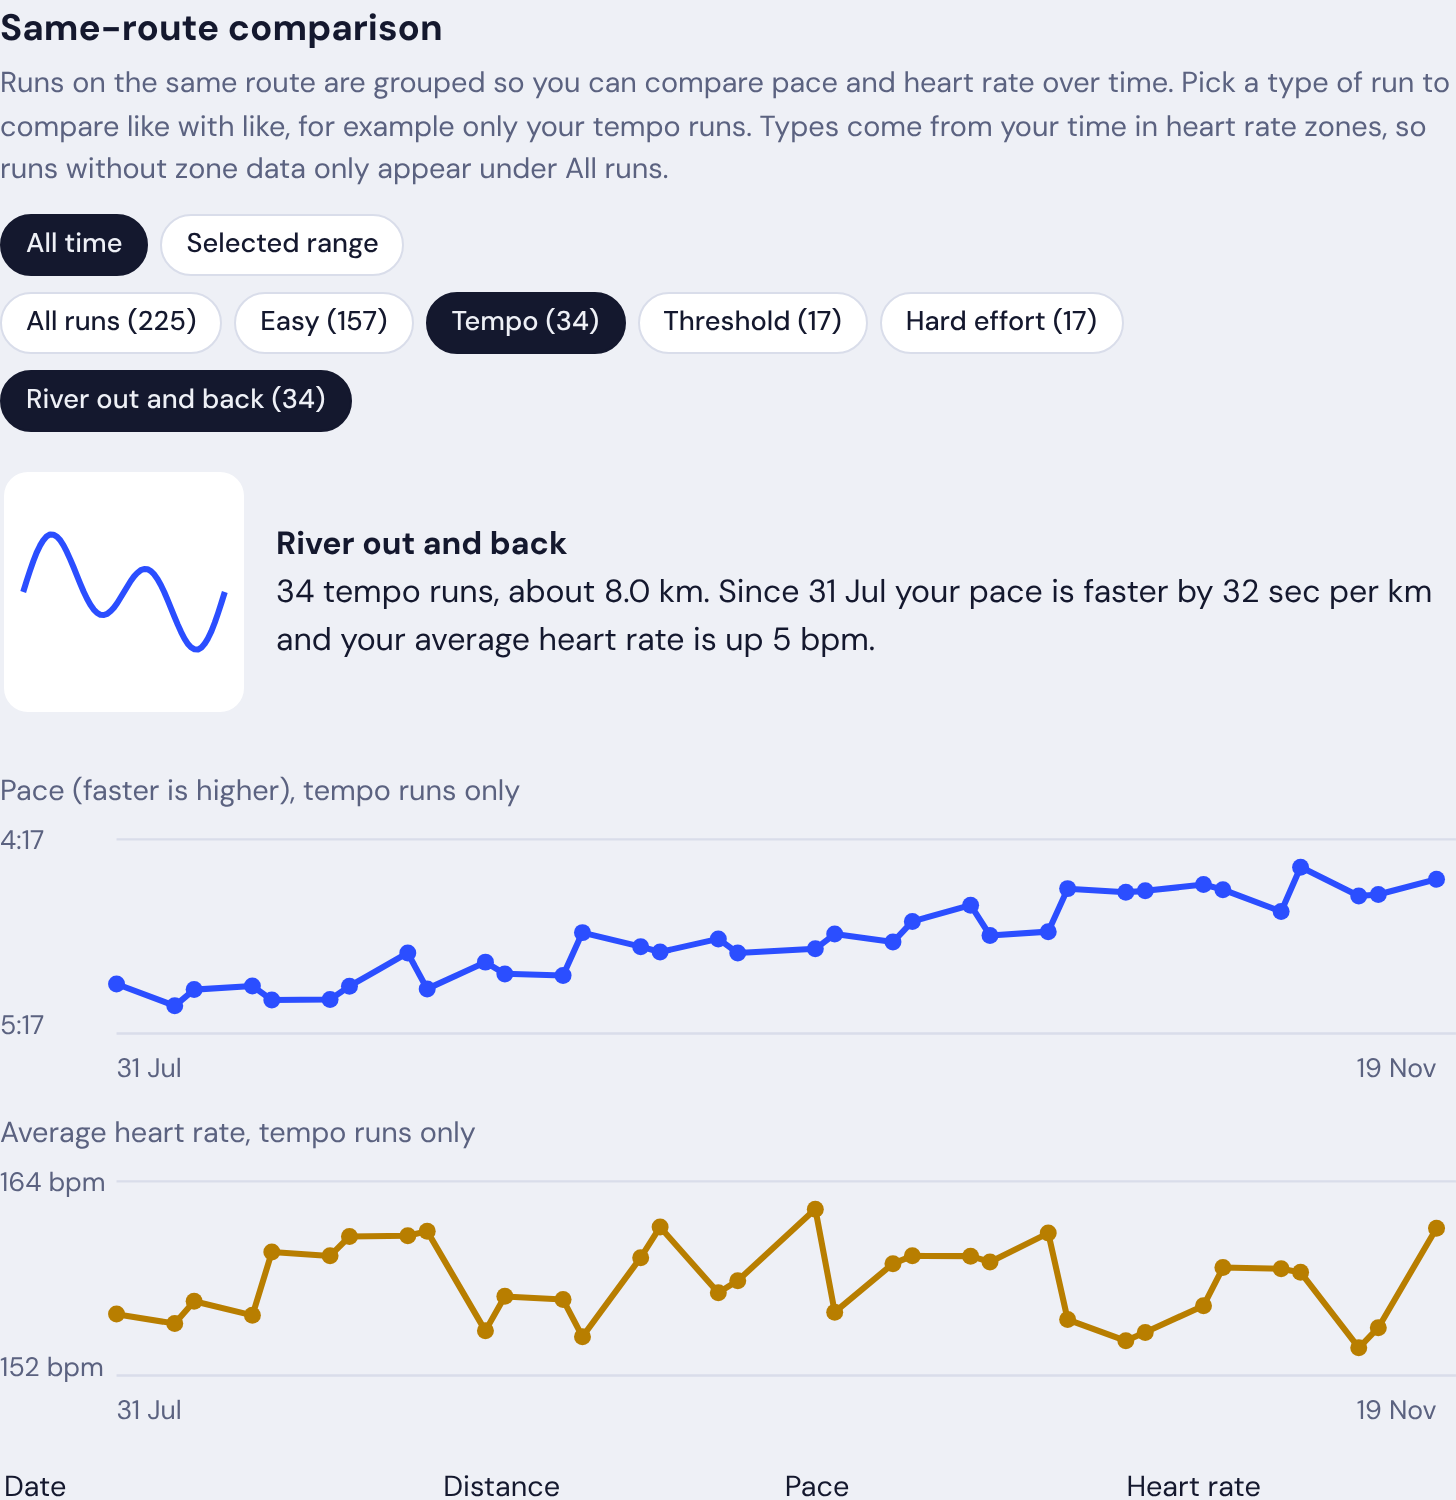 Same-route comparison
Runs on the same route are grouped so you can compare pace and heart rate over time. Pick a type of run to
compare like with like, for example only your tempo runs. Types come from your time in heart rate zones, so
runs without zone data only appear under All runs.
All time
Selected range
All runs (225)
Easy (157)
Tempo (34)
Threshold (17)
Hard effort (17)
River out and back (34)
River out and back
34 tempo runs, about 8.0 km. Since 31 Jul your pace is faster by 32 sec per km
and your average heart rate is up 5 bpm.
Pace (faster is higher), tempo runs only
4:17
5:17
31 Jul
19 Nov
Average heart rate, tempo runs only
164 bpm
152 bpm
31 Jul
19 Nov
Date
Distance
Pace
Heart rate